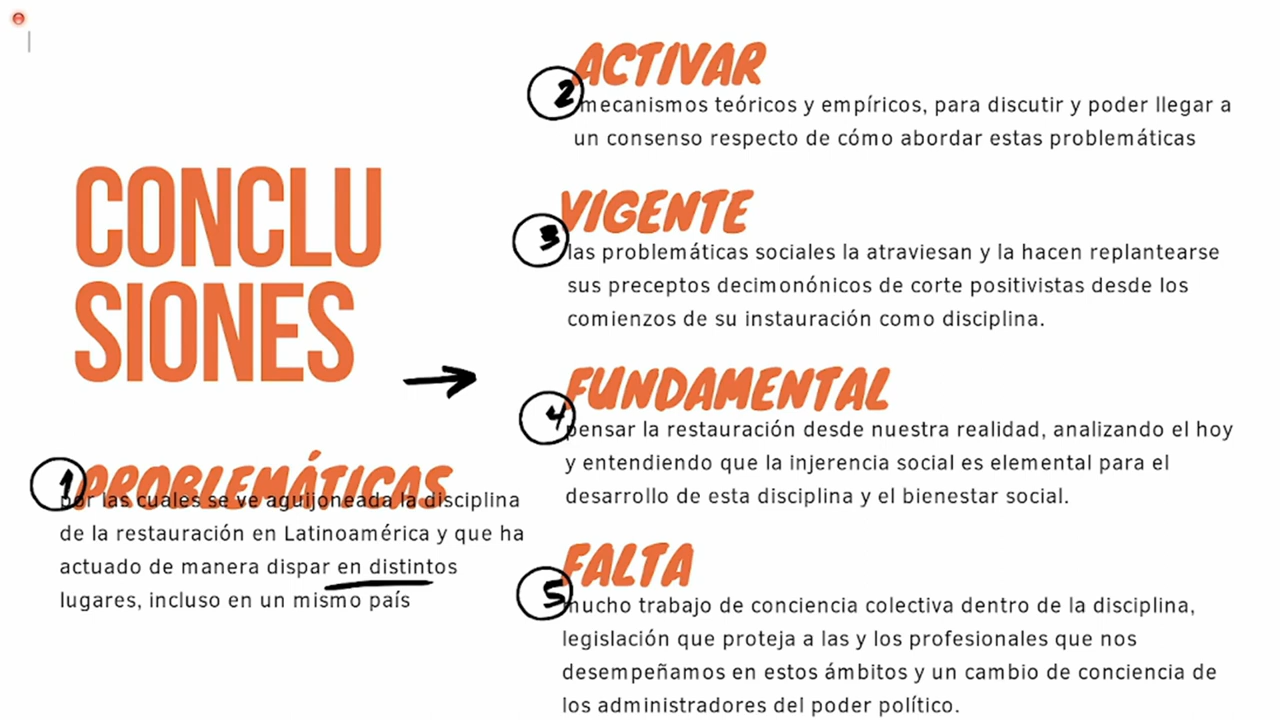 CONCLU
SIONES
1
PROBLEMÁTICAS
por las cuales se ve aguijoneada la disciplina
de la restauración en Latinoamérica y que ha
actuado de manera dispar en distintos
lugares, incluso en un mismo país
2
ACTIVAR
mecanismos teóricos y empíricos, para discutir y poder llegar a
un consenso respecto de cómo abordar estas problemáticas
3
VIGENTE
las problemáticas sociales la atraviesan y la hacen replantearse
sus preceptos decimonónicos de corte positivistas desde los
comienzos de su instauración como disciplina.
4
FUNDAMENTAL
pensar la restauración desde nuestra realidad, analizando el hoy
y entendiendo que la injerencia social es elemental para el
desarrollo de esta disciplina y el bienestar social.
5
FALTA
mucho trabajo de conciencia colectiva dentro de la disciplina,
legislación que proteja a las y los profesionales que nos
desempeñamos en estos ámbitos y un cambio de conciencia de
los administradores del poder político.